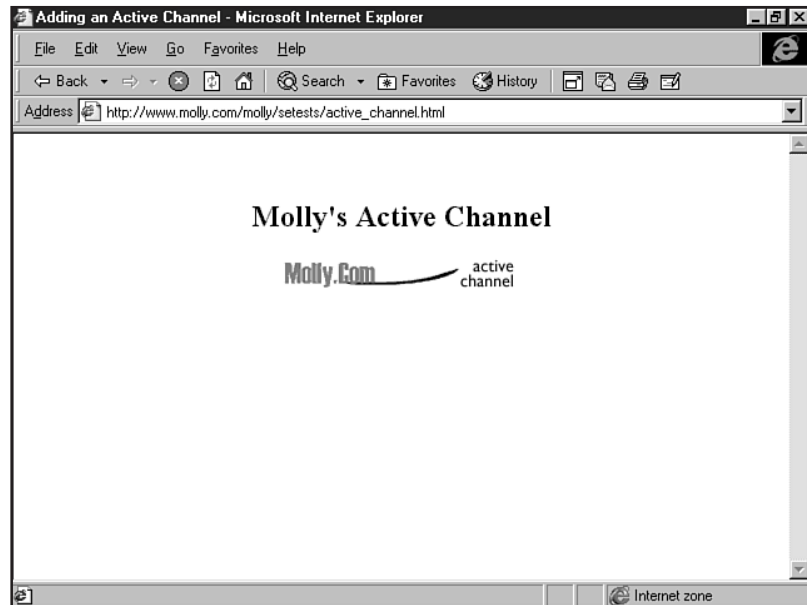 Adding an Active Channel - Microsoft Internet Explorer
File Edit View Go Favorites Help
Back Search Favorites History
Address http://www.molly.com/molly/setests/active_channel.html
Molly's Active Channel
Molly.Com active
channel
Internet zone